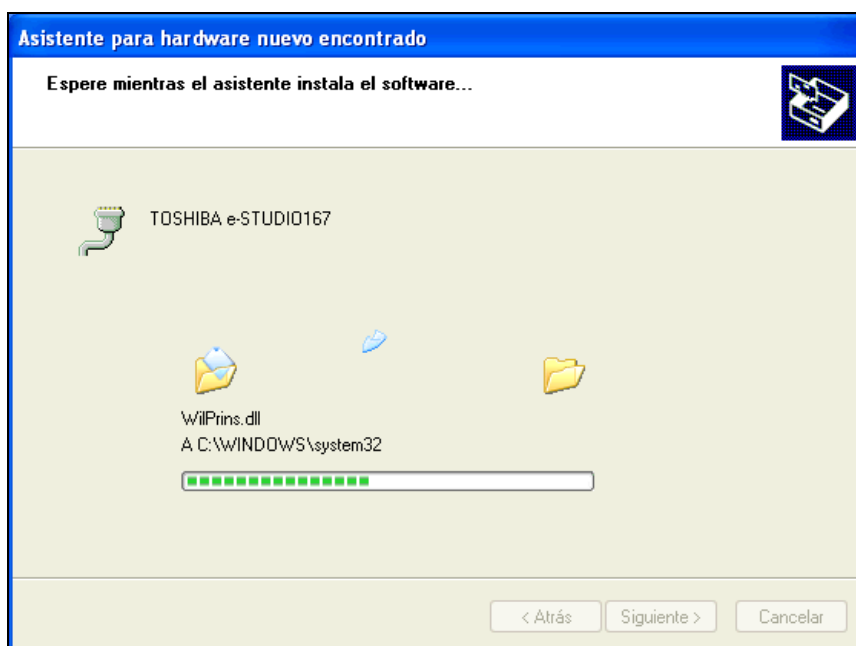 Asistente para hardware nuevo encontrado
Espere mientras el asistente instala el software...
TOSHIBA e-STUDIO167
WilPrins.dll
A C:\WINDOWS\system32
< Atrás
Siguiente >
Cancelar